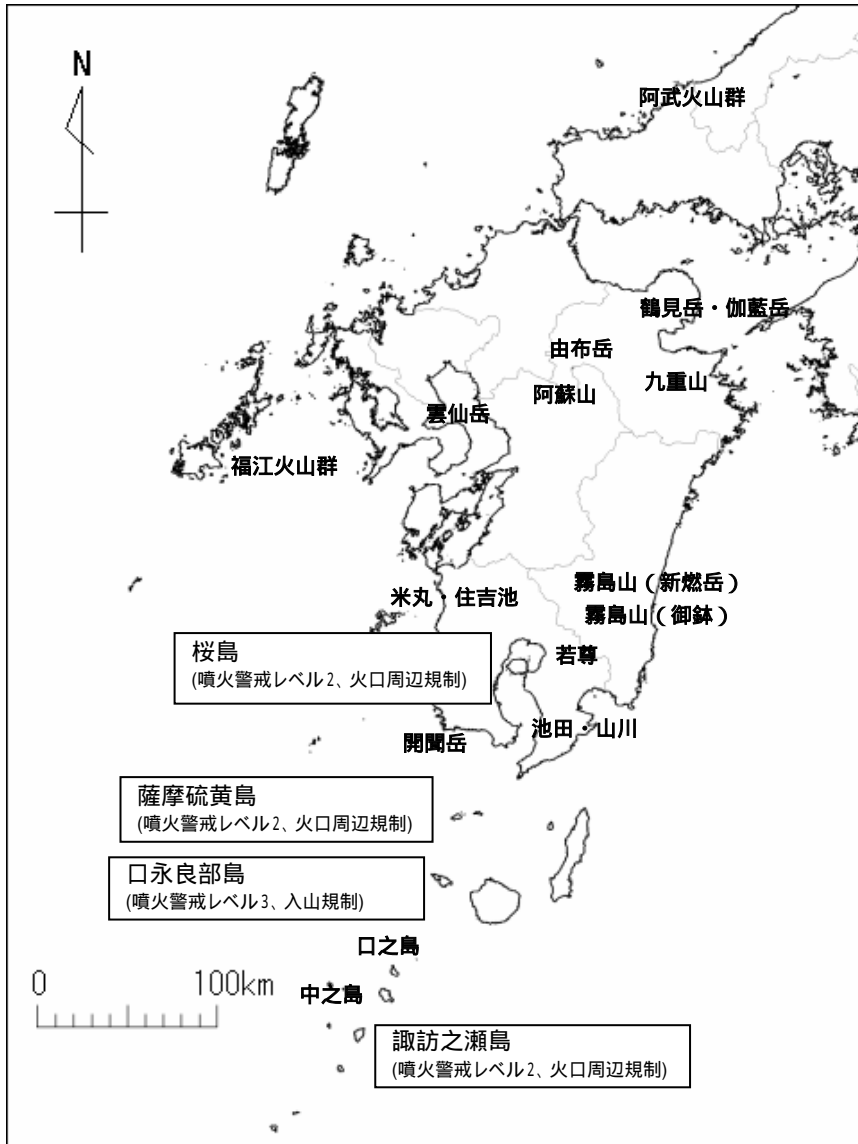 N
阿武火山群
鶴見岳・伽藍岳
由布岳
九重山
阿蘇山
雲仙岳
福江火山群
霧島山(新燃岳)
霧島山(御鉢)
米丸・住吉池
桜島
(噴火警戒レベル2、火口周辺規制)
若尊
池田・山川
開聞岳
薩摩硫黄島
(噴火警戒レベル2、火口周辺規制)
口永良部島
(噴火警戒レベル3、入山規制)
口之島
中之島
0 100km
諏訪之瀬島
(噴火警戒レベル2、火口周辺規制)